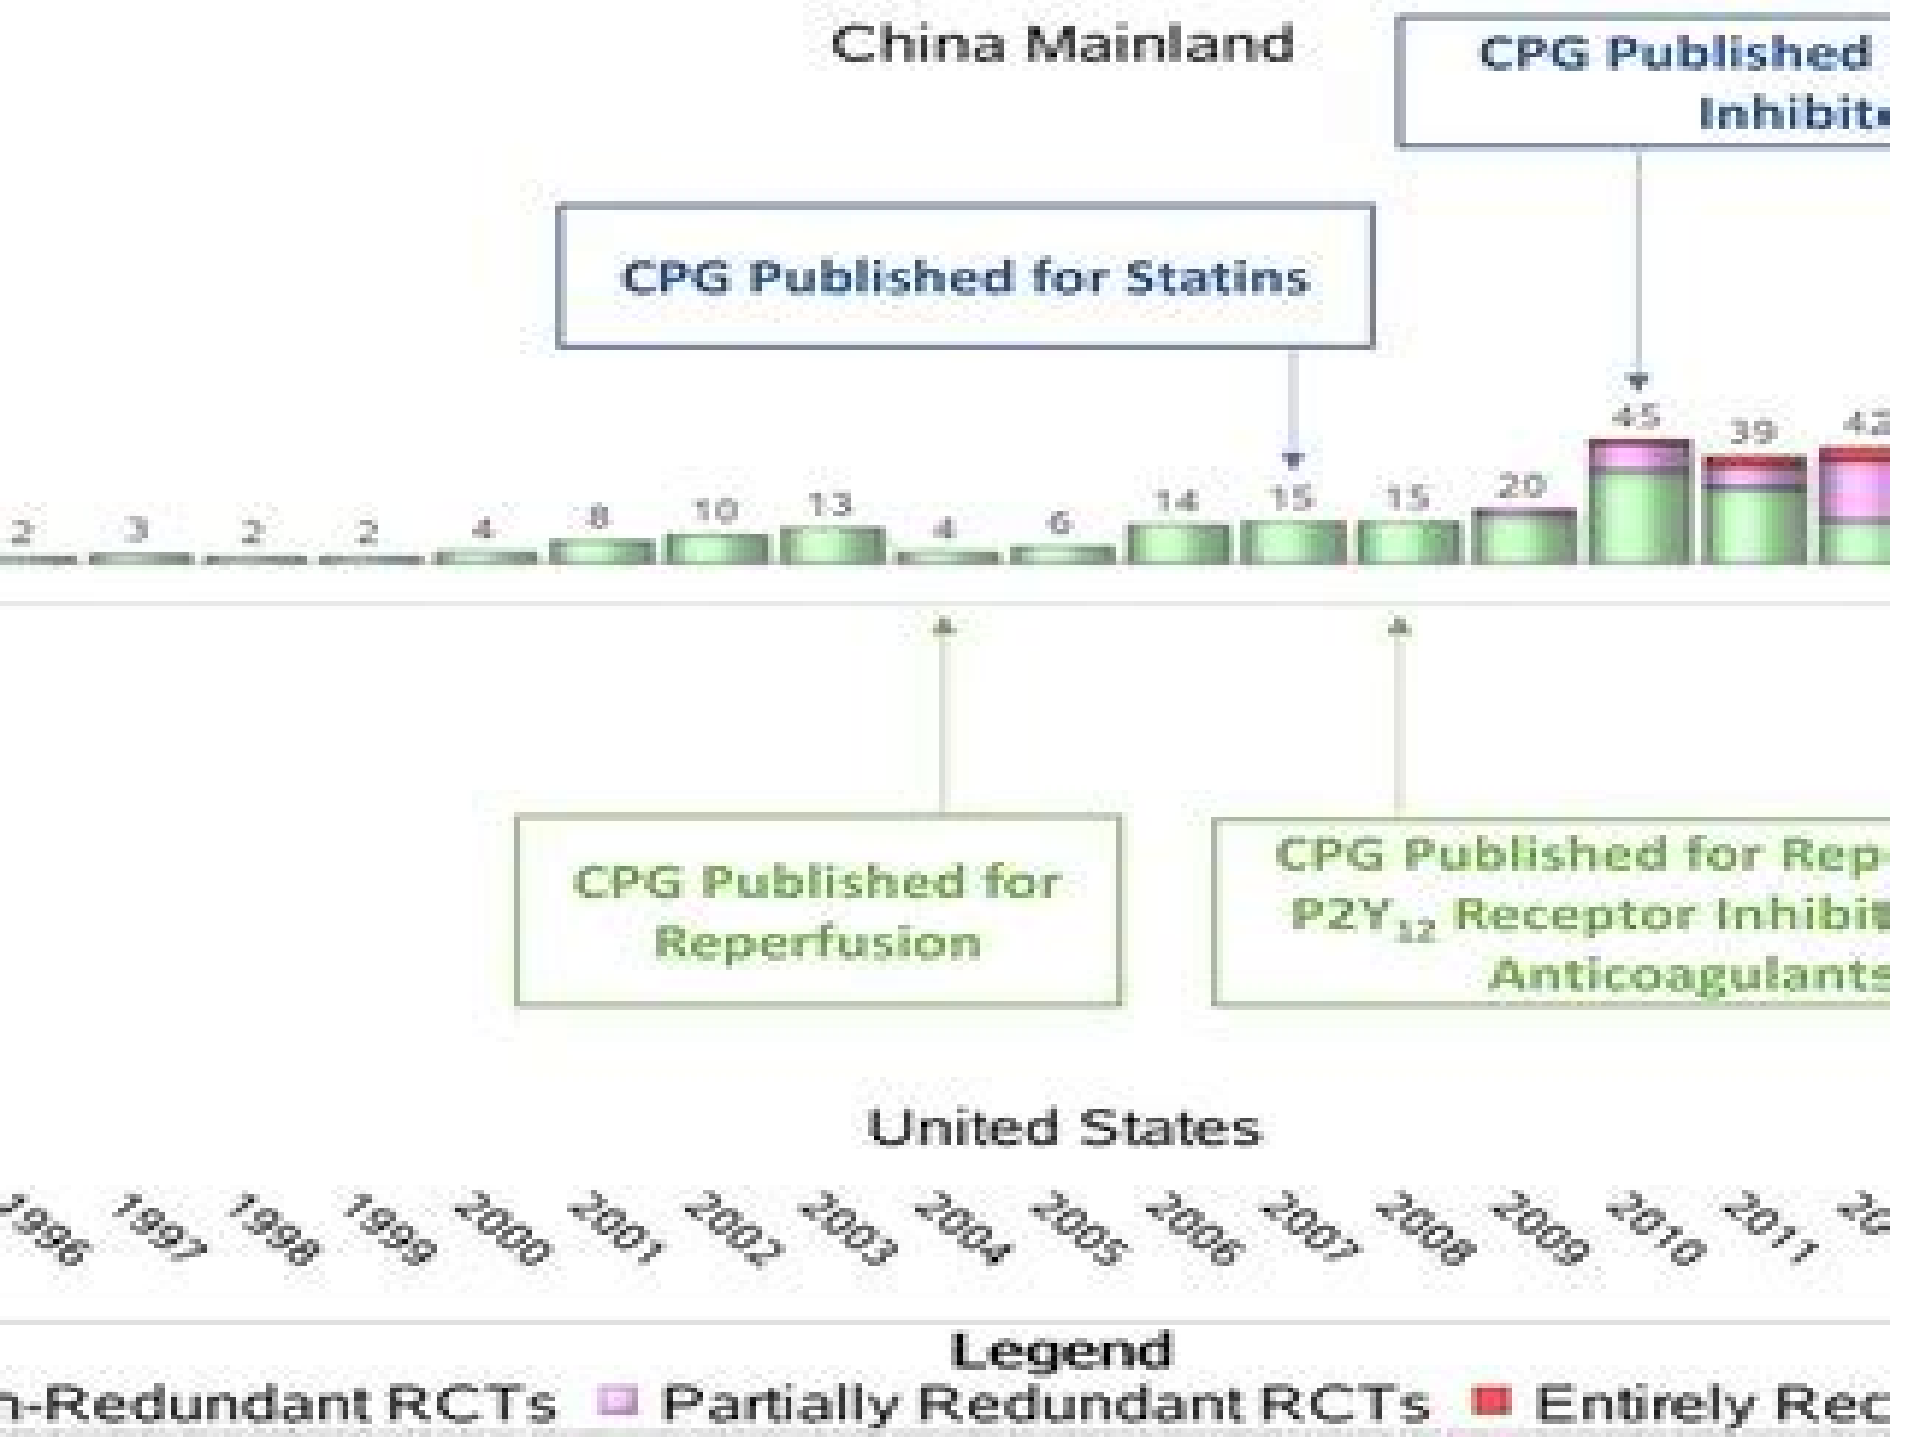 China Mainland
CPG Published
CPG Published for Statins
45
39
42
2 3 2 2 4 8 10 13 4 6 14 15 15 20
CPG Published for
Reperfusion
CPG Published for Rep-
P2Y12 Receptor
Anticoagulants
United States
1996 1997 1998 1999 2000 2001 2002 2003 2004 2005 2006 2007 2008 2009 2010 2011
Legend
n-Redundant RCTs Partially Redundant RCTs Entirely